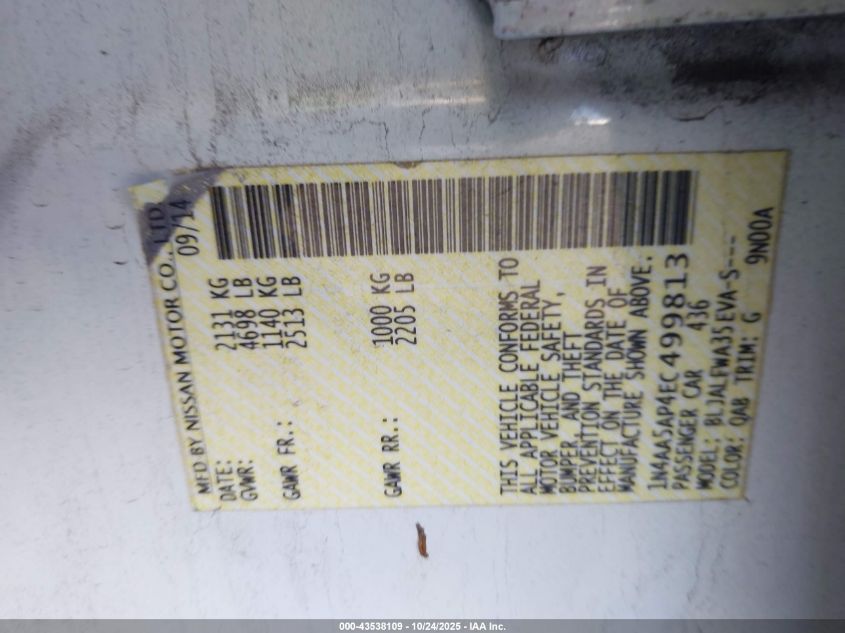 MFD BY NISSAN MOTOR CO., LTD.
DATE: 09/14
GVWR: 2131 KG
4698 LB
GAWR FR.: 1140 KG
2513 LB
GAWR RR.: 1000 KG
2205 LB
THIS VEHICLE CONFORMS TO
ALL APPLICABLE FEDERAL
MOTOR VEHICLE SAFETY,
BUMPER, AND THEFT
PREVENTION STANDARDS IN
EFFECT ON THE DATE OF
MANUFACTURE SHOWN ABOVE.
1N4AA5AP4EC499813
PASSENGER CAR 436
MODEL: BLJALEWA35EVA-S---
COLOR: QAB TRIM: G 9N00A
000-43538109 - 10/24/2025 - IAA Inc.